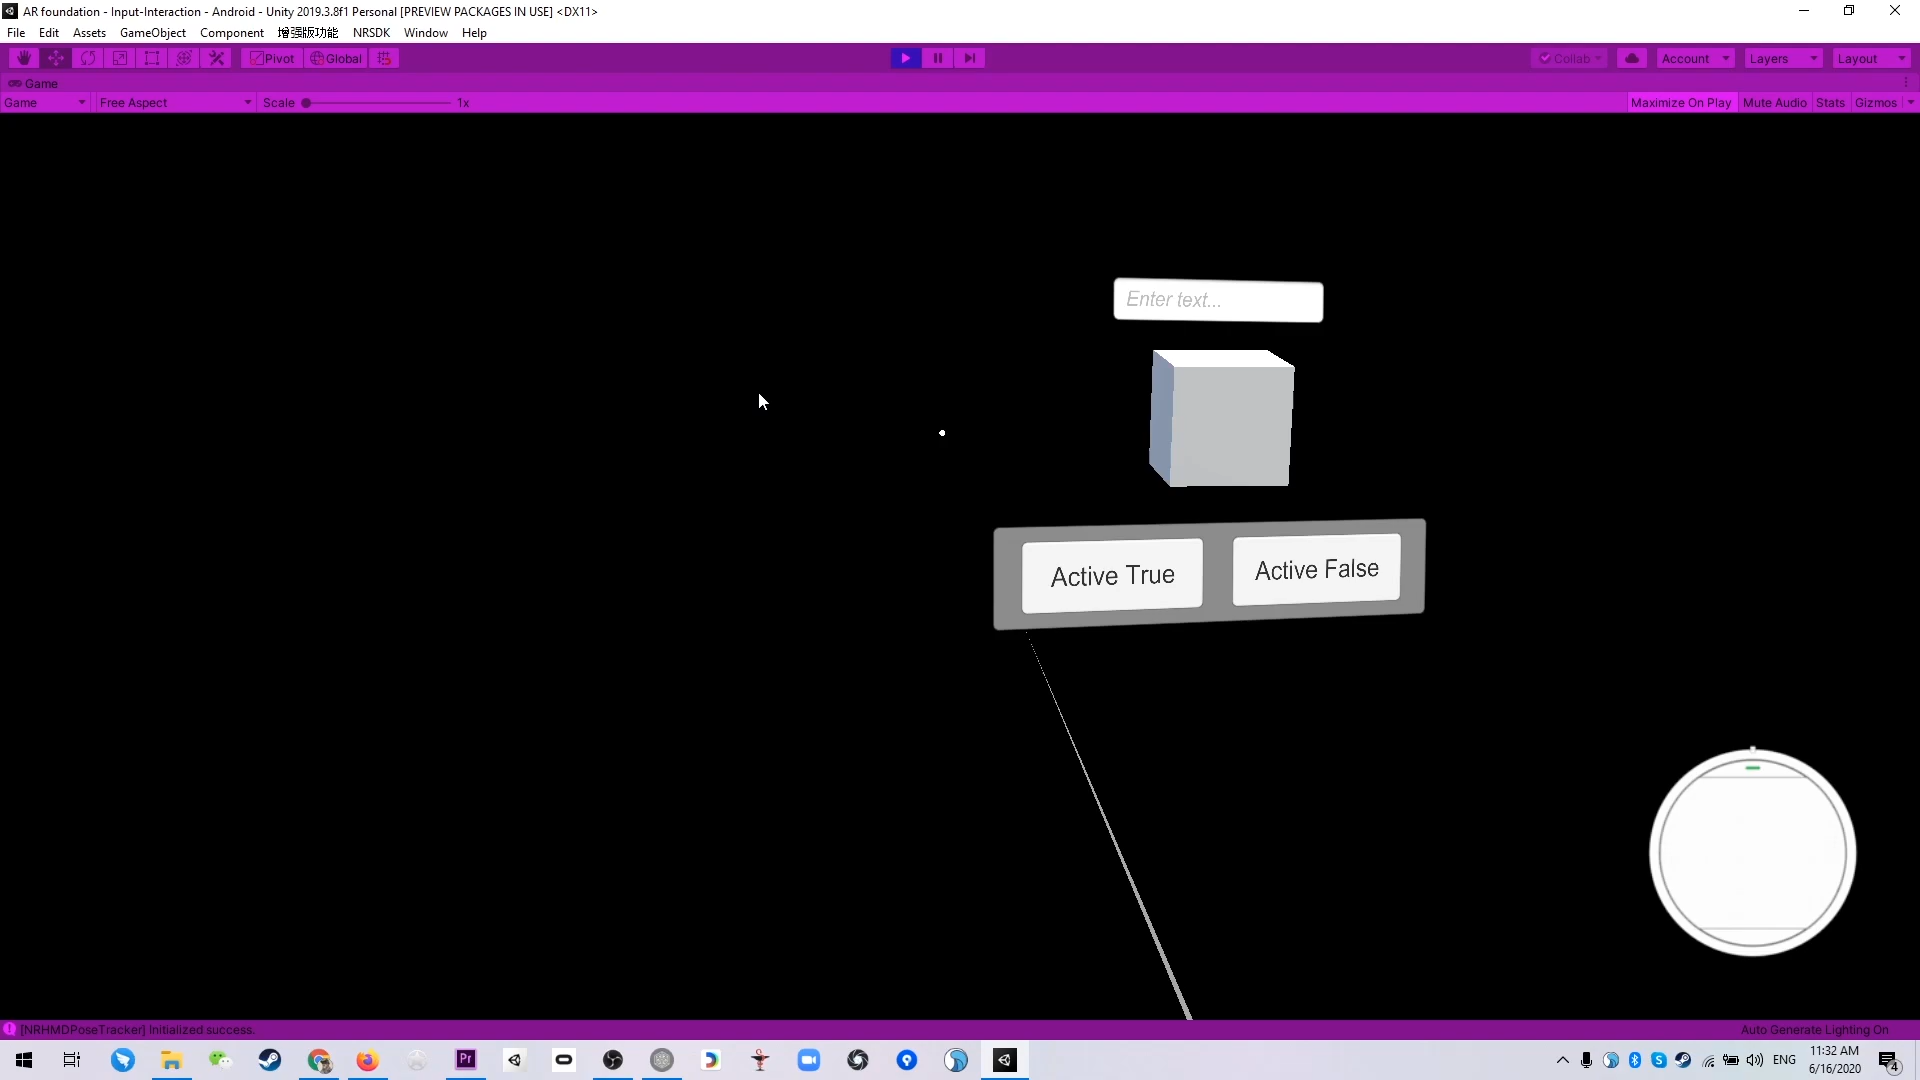 AR foundation - Input-Interaction - Android - Unity 2019.3.8f1 Personal [PREVIEW PACKAGES IN USE] <DX11>
File Edit Assets GameObject Component 增强版功能 NRSDK Window Help
Pivot Global Collab Account Layers Layout
Game
Game Free Aspect Scale 1x Maximize On Play Mute Audio Stats Gizmos
Enter text...
Active True Active False
[NRHMDPoseTracker] Initialized success. Auto Generate Lighting On
Pr
ENG
11:32 AM
6/16/2020
4